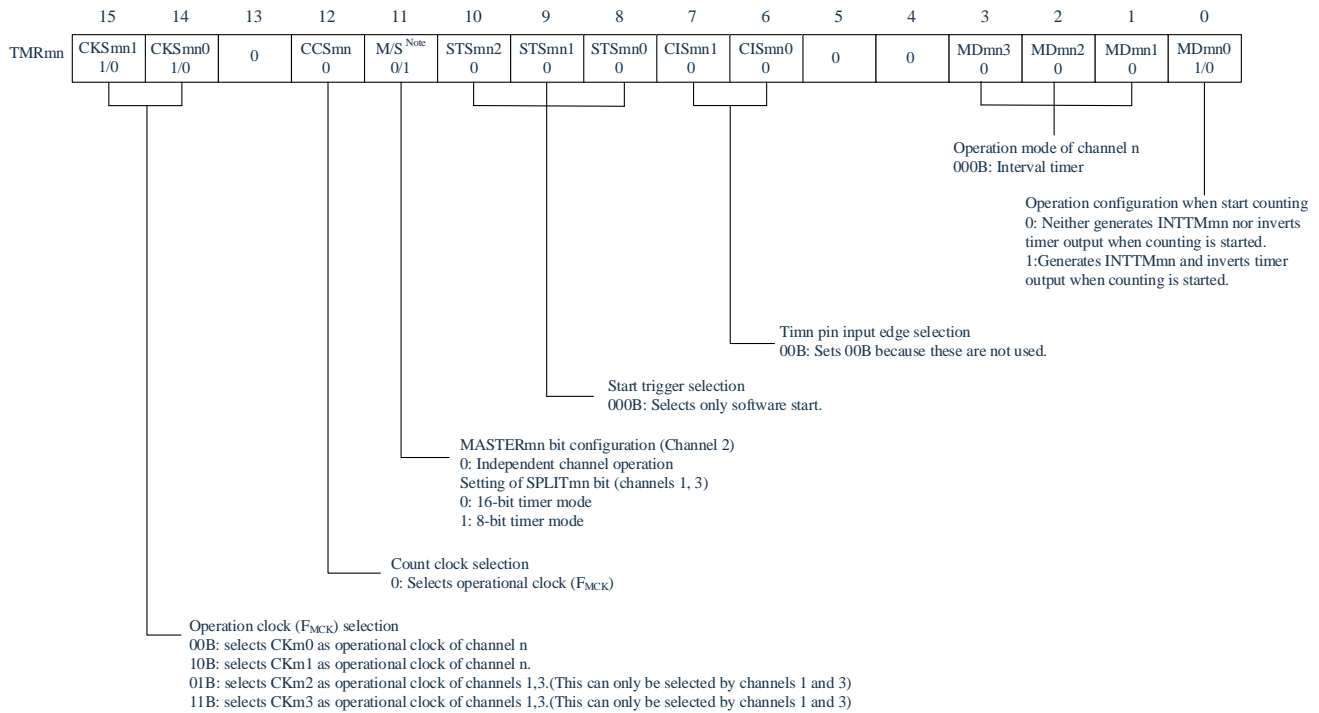 15 14 13 12 11 10 9 8 7 6 5 4 3 2 1 0
TMRmn CKSmn1 CKSmn0 0 CCSmn M/S Note STSmn2 STSmn1 STSmn0 CISmn1 CISmn0 0 0 MDmn3 MDmn2 MDmn1 MDmn0
1/0 1/0 0 0/1 0 0 0 0 0 0 0 0 1/0
Operation mode of channel n
000B: Interval timer
Operation configuration when start counting
0: Neither generates INTTMmn nor inverts
timer output when counting is started.
1:Generates INTTMmn and inverts timer
output when counting is started.
Timn pin input edge selection
00B: Sets 00B because these are not used.
Start trigger selection
000B: Selects only software start.
MASTERmn bit configuration (Channel 2)
0: Independent channel operation
Setting of SPLITmn bit (channels 1, 3)
0: 16-bit timer mode
1: 8-bit timer mode
Count clock selection
0: Selects operational clock (FMCK)
Operation clock (FMCK) selection
00B: selects CKm0 as operational clock of channel n
10B: selects CKm1 as operational clock of channel n.
01B: selects CKm2 as operational clock of channels 1,3.(This can only be selected by channels 1 and 3)
11B: selects CKm3 as operational clock of channels 1,3.(This can only be selected by channels 1 and 3)